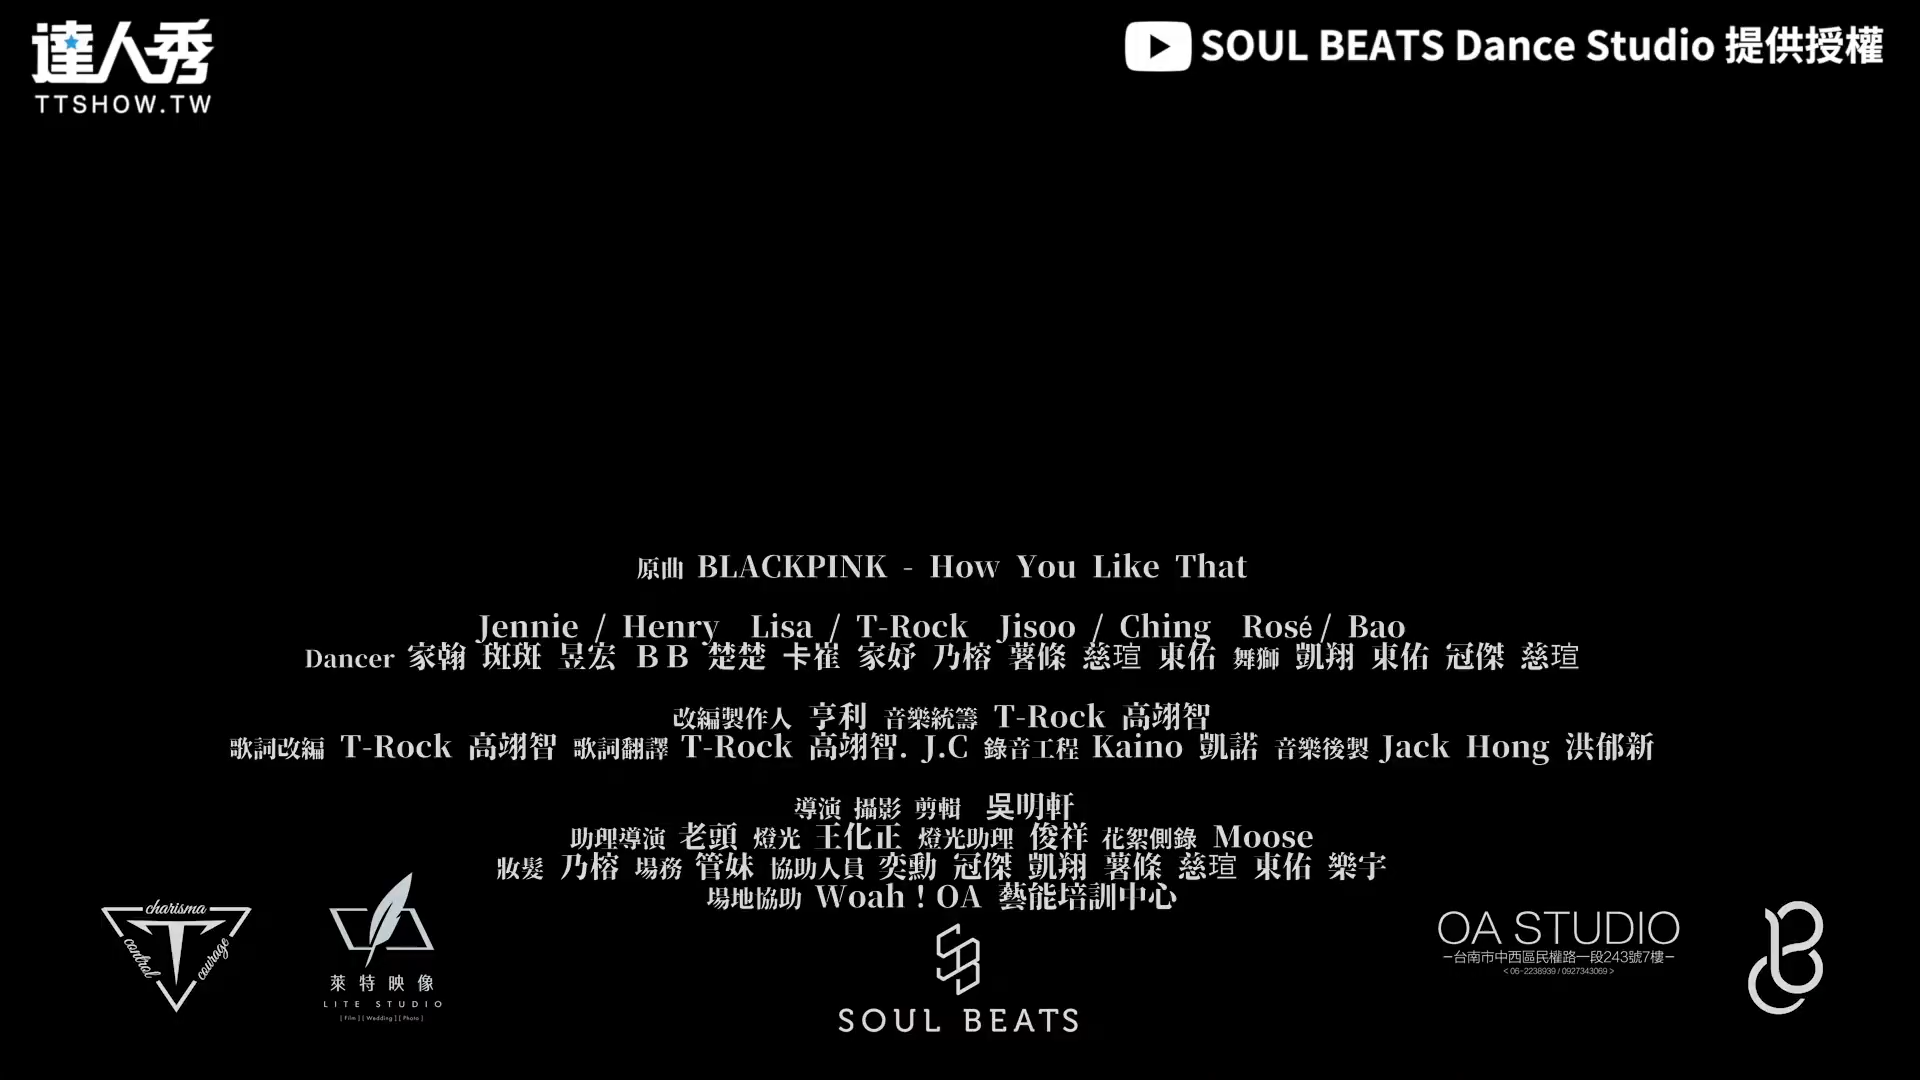 達人秀
TTSHOW.TW
SOUL BEATS Dance Studio 提供授權
原曲 BLACKPINK - How You Like That
Jennie / Henry Lisa / T-Rock Jisoo / Ching Rosé / Bao
Dancer 家翰 斑斑 昱宏 BB 楚楚 卡崔 家妤 乃榕 薯條 慈瑄 東佑 舞獅 凱翔 東佑 冠傑 慈瑄
改編製作人 亨利 音樂統籌 T-Rock 高翊智
歌詞改編 T-Rock 高翊智 歌詞翻譯 T-Rock 高翊智. J.C 錄音工程 Kaino 凱諾 音樂後製 Jack Hong 洪郁新
導演 攝影 剪輯 吳明軒
助理導演 老頭 燈光 王化正 燈光助理 俊祥 花絮側錄 Moose
妝髮 乃榕 場務 管妹 協助人員 奕勳 冠傑 凱翔 薯條 慈瑄 東佑 樂宇
場地協助 Woah ! OA 藝能培訓中心
charisma
control
courage
萊特映像
LITE STUDIO
[ Film ] [ Wedding ] [ Photo ]
SOUL BEATS
OA STUDIO
－台南市中西區民權路一段243號7樓－
< 06-2238939 / 0927343069 >